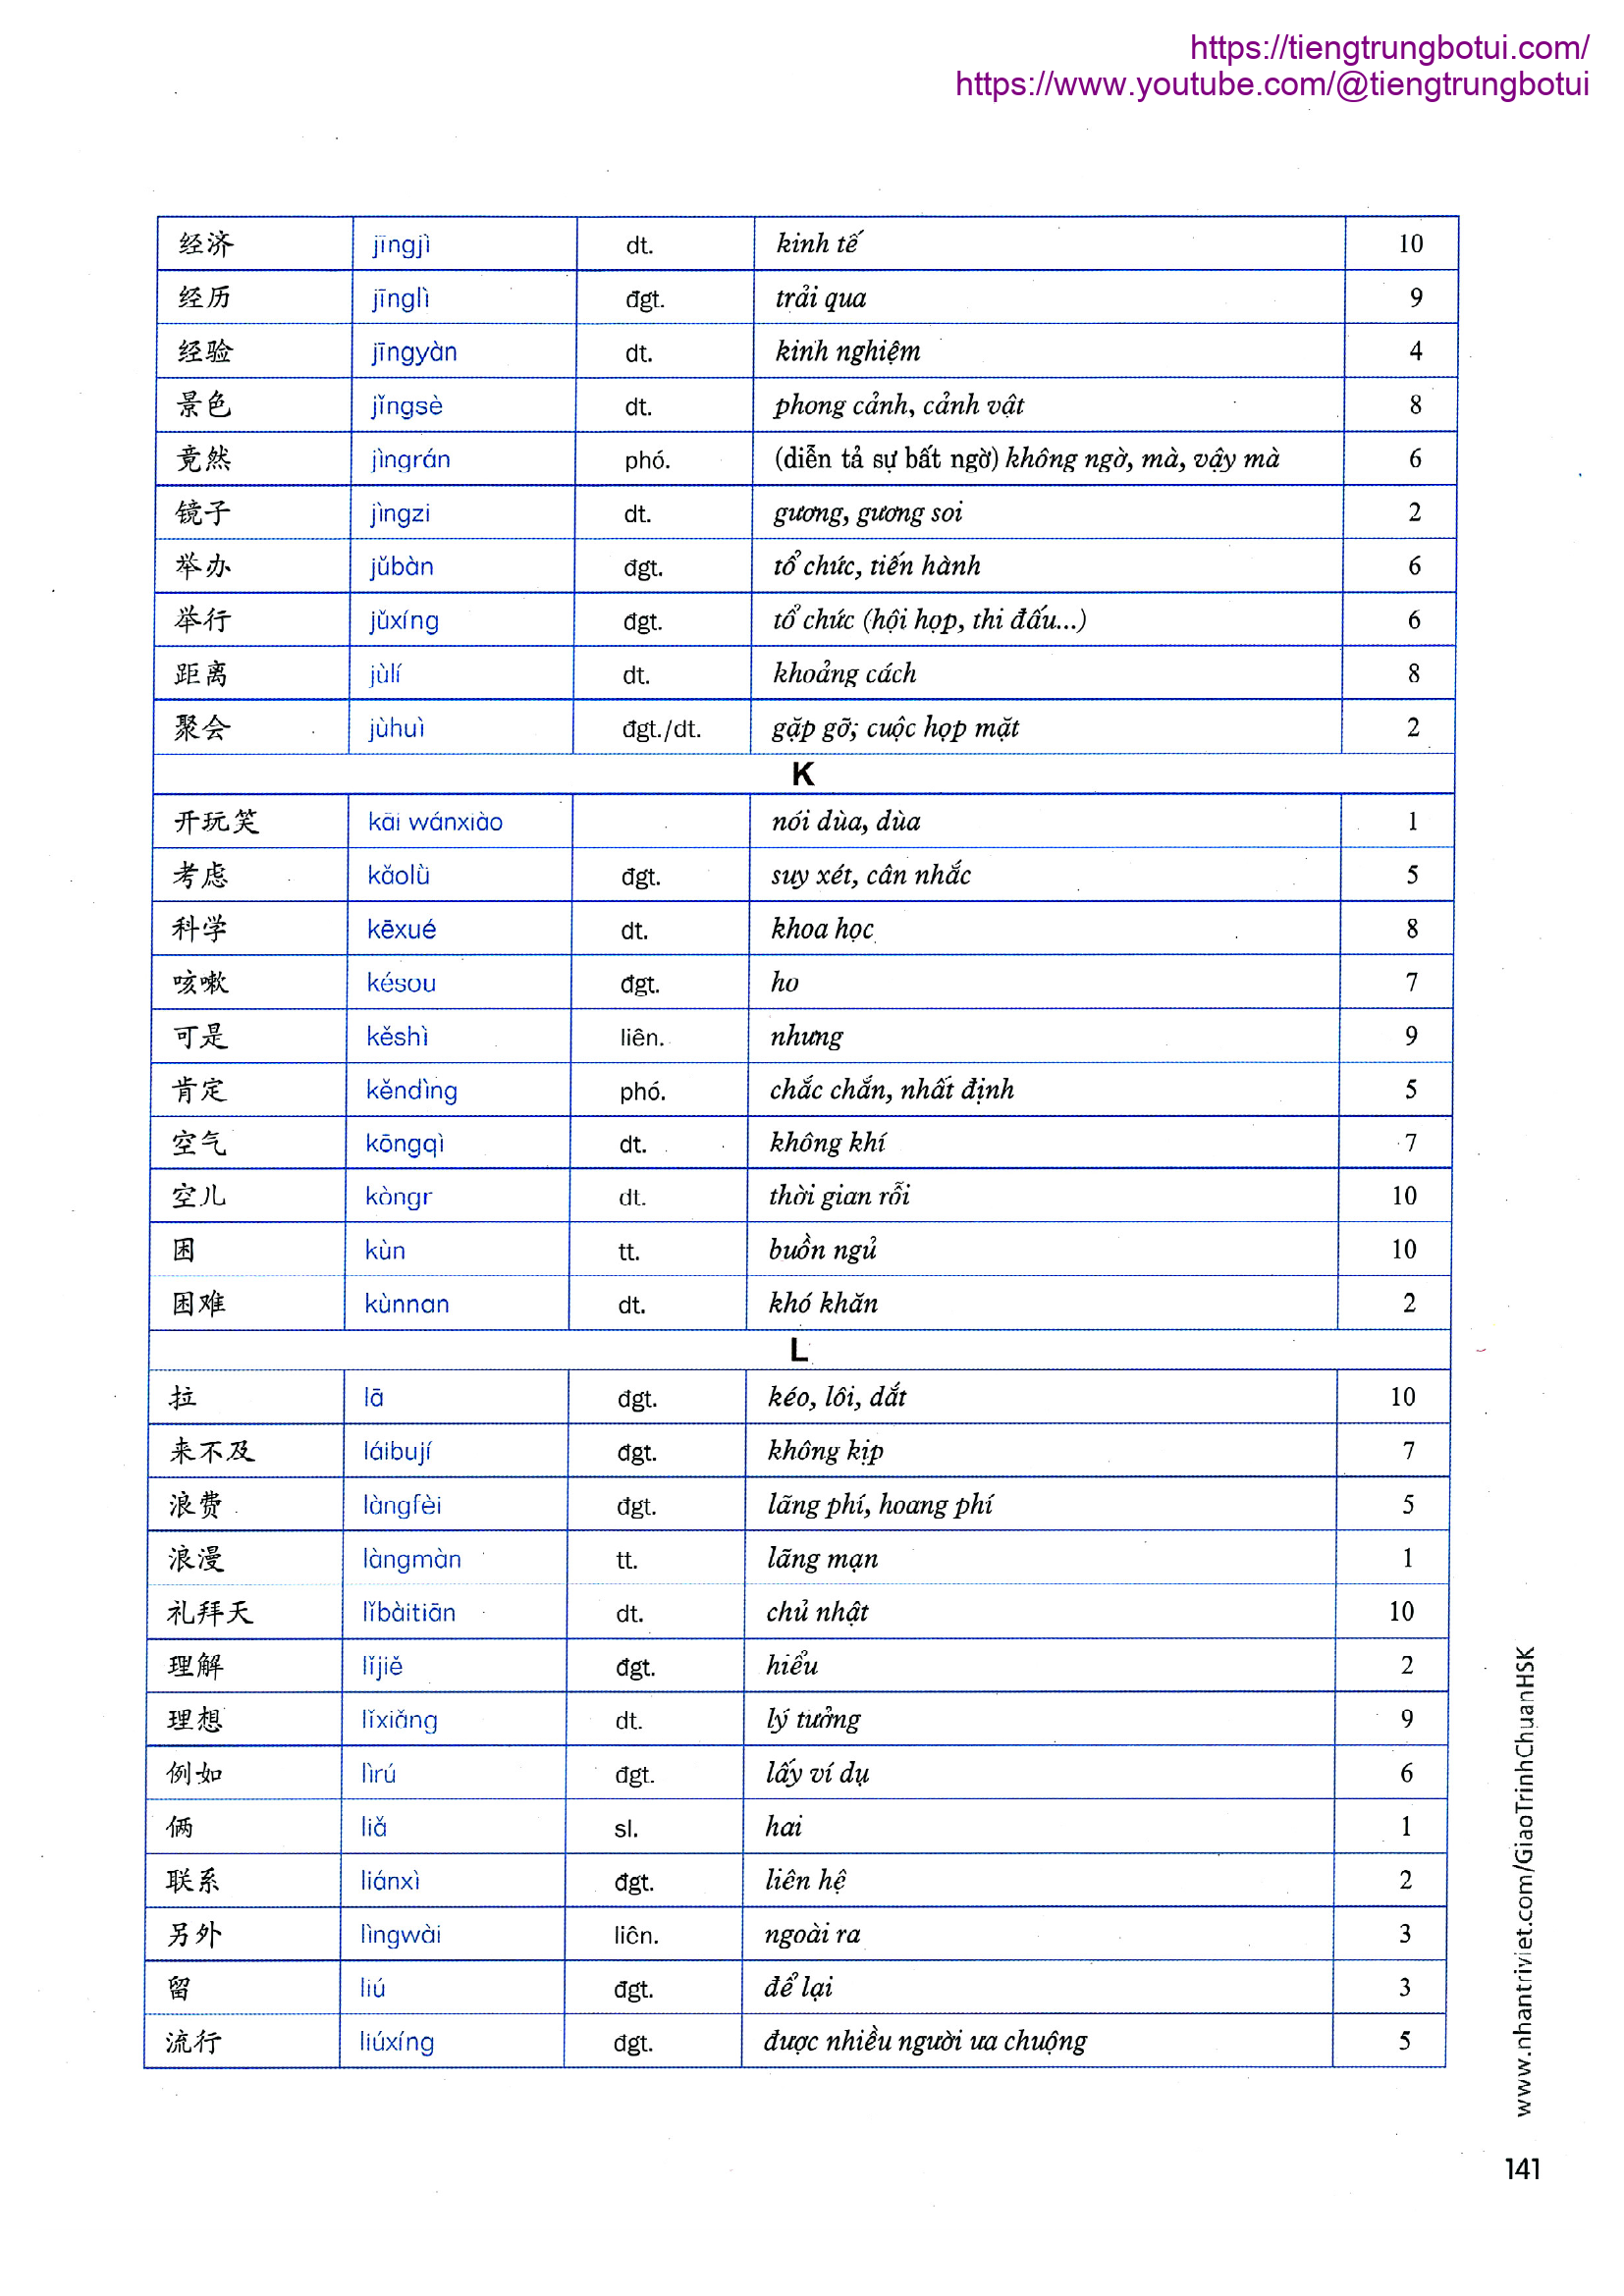 https://tiengtrungbotui.com/
https://www.youtube.com/@tiengtrungbotui
经济 jīngjì dt. kinh tế 10
经历 jīnglì đgt. trải qua 9
经验 jīngyàn dt. kinh nghiệm 4
景色 jǐngsè dt. phong cảnh, cảnh vật 8
竟然 jìngrán phó. (diễn tả sự bất ngờ) không ngờ, mà, vậy mà 6
镜子 jìngzi dt. gương, gương soi 2
举办 jǔbàn đgt. tổ chức, tiến hành 6
举行 jǔxíng đgt. tổ chức (hội họp, thi đấu...) 6
距离 jùlí dt. khoảng cách 8
聚会 jùhuì đgt./dt. gặp gỡ; cuộc họp mặt 2
K
开玩笑 kāi wánxiào nói dùa, dùa 1
考虑 kǎolǜ đgt. suy xét, cân nhắc 5
科学 kēxué dt. khoa học 8
咳嗽 késou đgt. ho 7
可是 kěshì liên. nhưng 9
肯定 kěndìng phó. chắc chắn, nhất định 5
空气 kōngqì dt. không khí 7
空儿 kòngr dt. thời gian rỗi 10
困 kùn tt. buồn ngủ 10
困难 kùnnan dt. khó khăn 2
L
拉 lā đgt. kéo, lôi, dắt 10
来不及 láibují đgt. không kịp 7
浪费 làngfèi đgt. lãng phí, hoang phí 5
浪漫 làngmàn tt. lãng mạn 1
礼拜天 lǐbàitiān dt. chủ nhật 10
理解 lǐjiě đgt. hiểu 2
理想 lǐxiǎng dt. lý tưởng 9
例如 lìrú đgt. lấy ví dụ 6
俩 liǎ sl. hai 1
联系 liánxì đgt. liên hệ 2
另外 lìngwài liên. ngoài ra 3
留 liú đgt. để lại 3
流行 liúxíng đgt. được nhiều người ưa chuộng 5
www.nhantriviet.com/GiaoTrinhChuanHSK
141